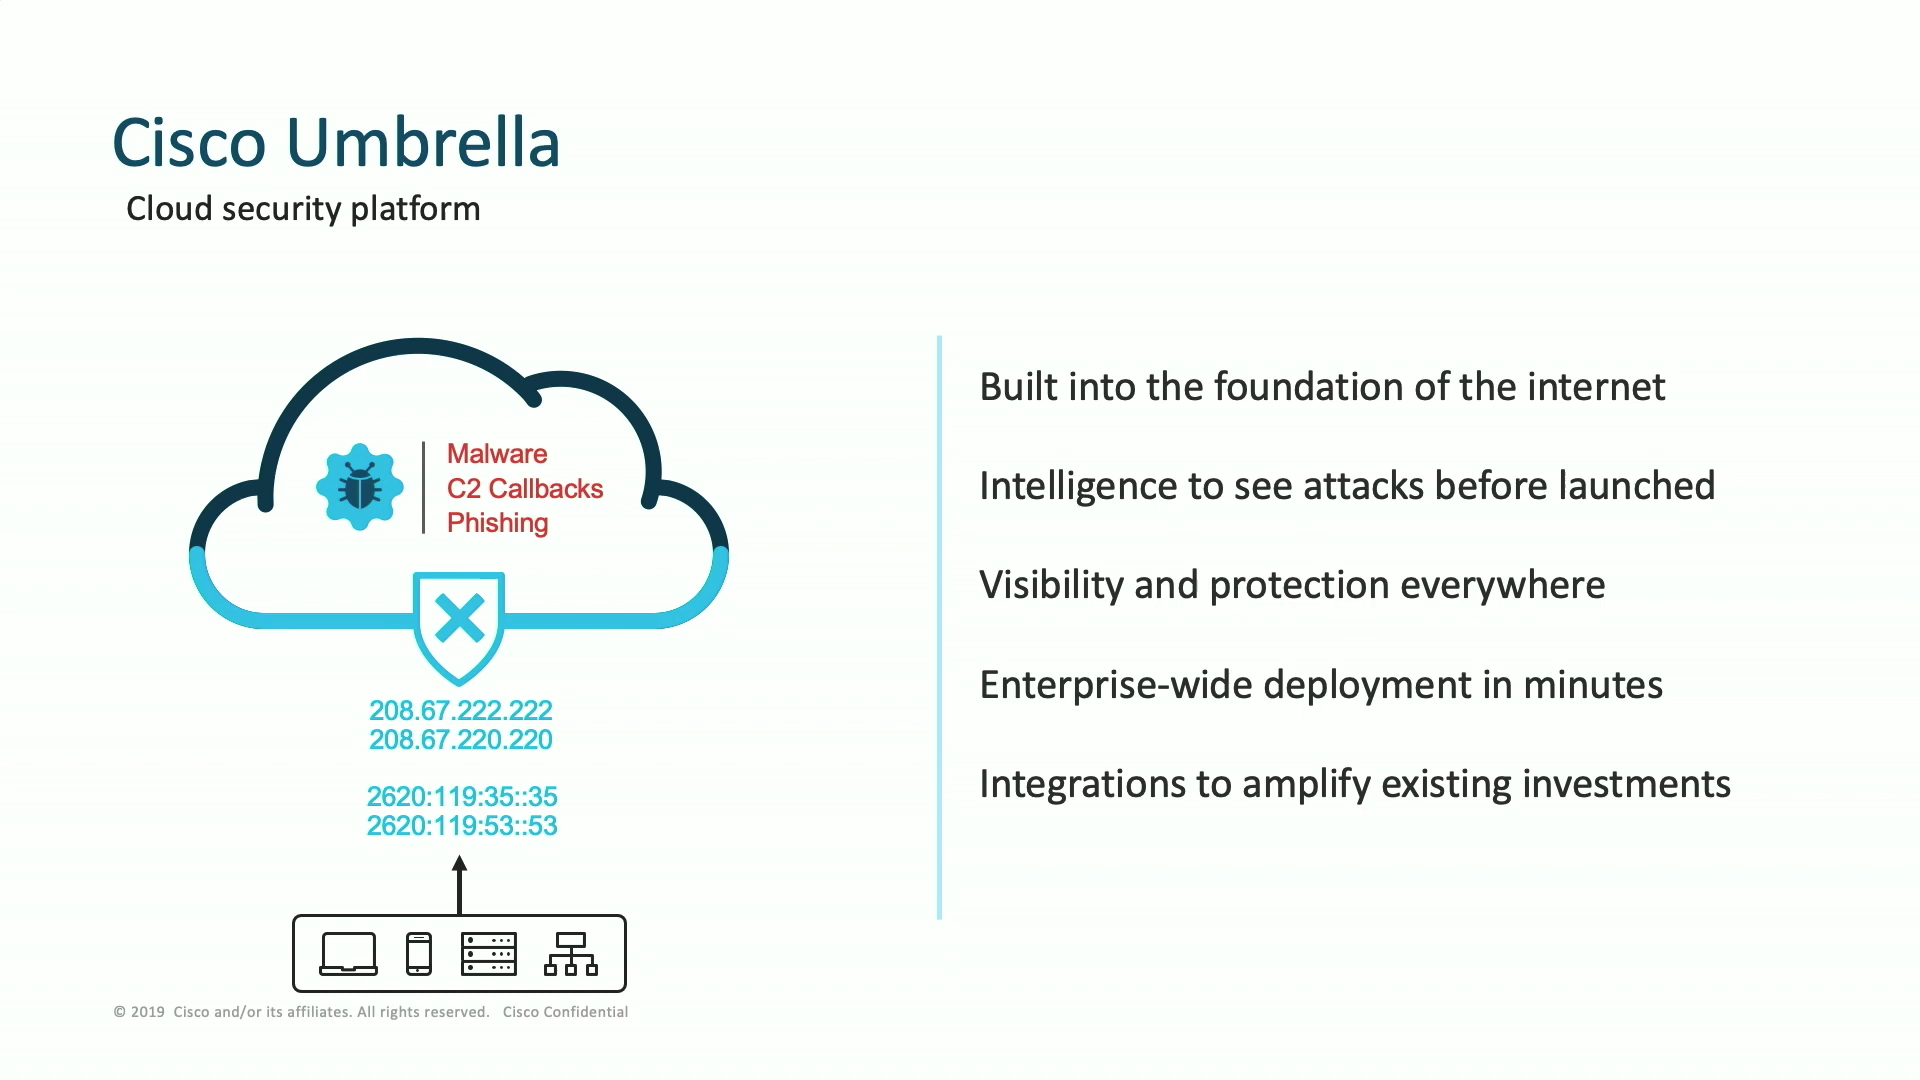 Cisco Umbrella
Cloud security platform
Malware
C2 Callbacks
Phishing
208.67.222.222
208.67.220.220
2620:119:35::35
2620:119:53::53
Built into the foundation of the internet
Intelligence to see attacks before launched
Visibility and protection everywhere
Enterprise-wide deployment in minutes
Integrations to amplify existing investments
© 2019 Cisco and/or its affiliates. All rights reserved. Cisco Confidential